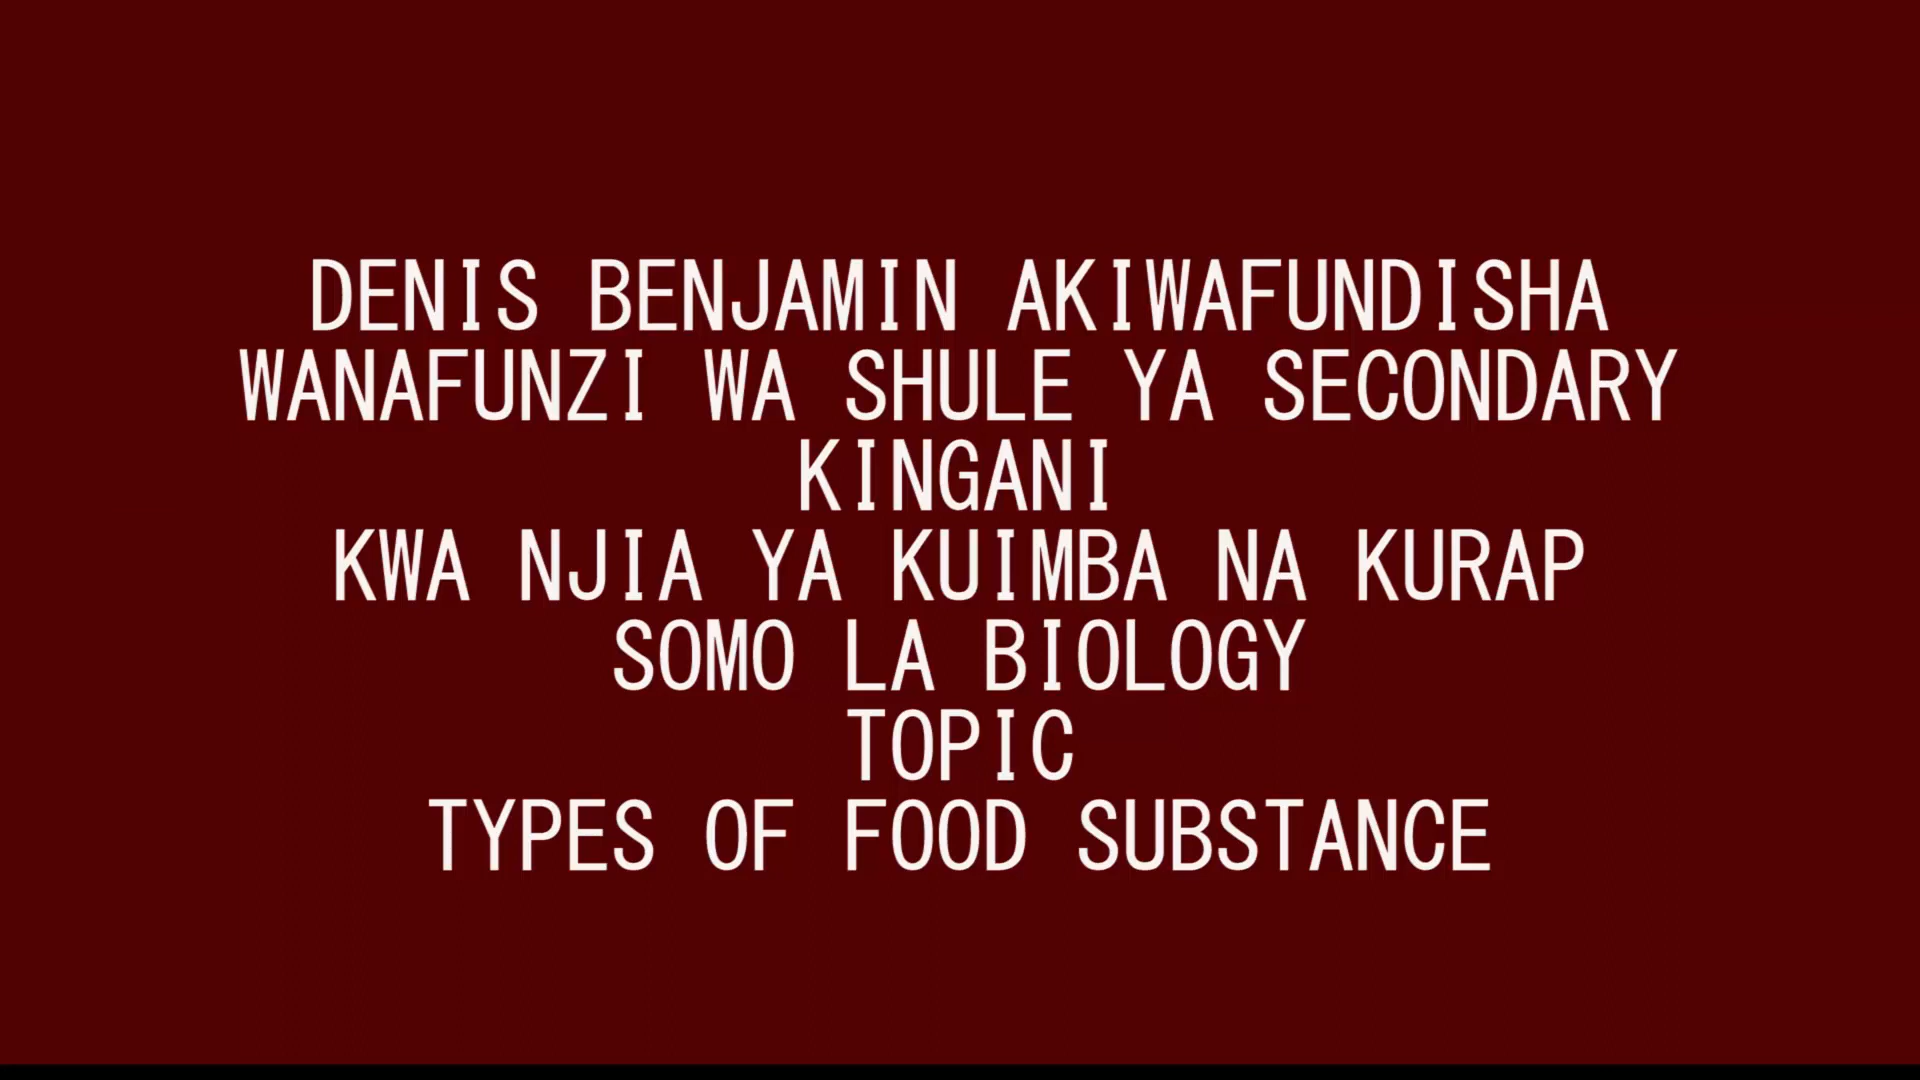 DENIS BENJAMIN AKIWAFUNDISHA
WANAFUNZI WA SHULE YA SECONDARY
KINGANI
KWA NJIA YA KUIMBA NA KURAP
SOMO LA BIOLOGY
TOPIC
TYPES OF FOOD SUBSTANCE